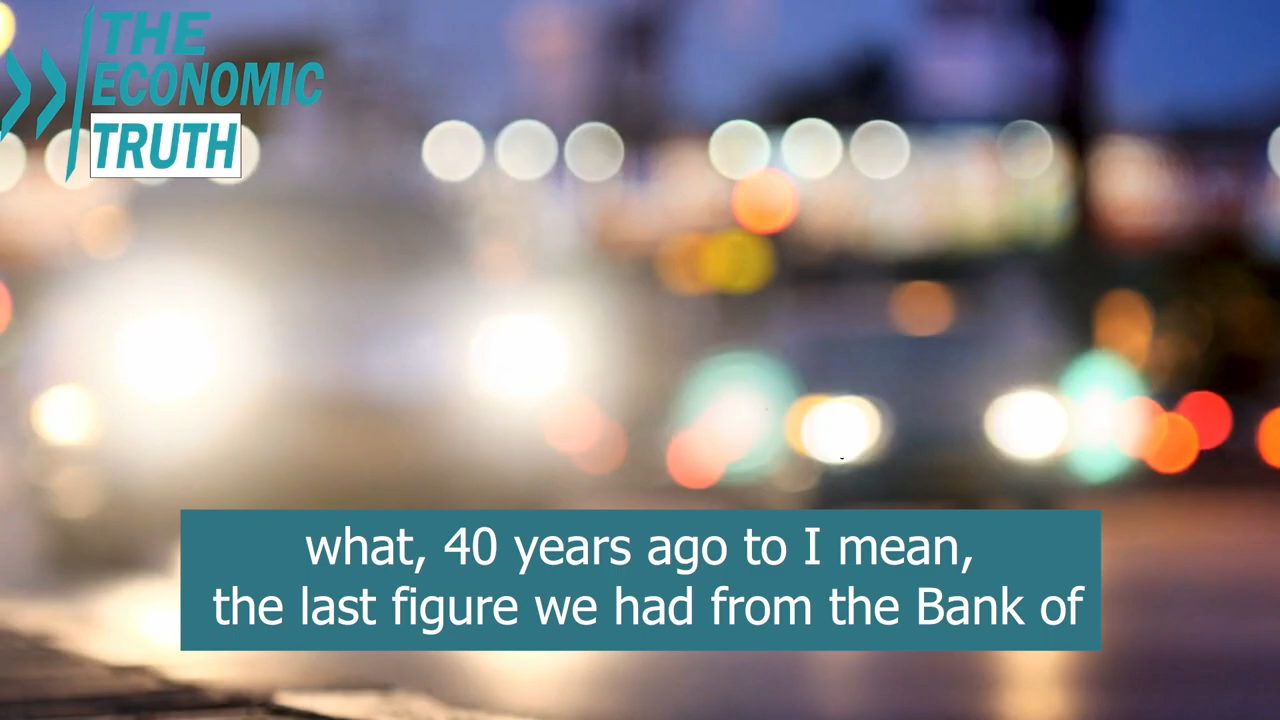 THE
ECONOMIC
TRUTH
what, 40 years ago to I mean,
the last figure we had from the Bank of